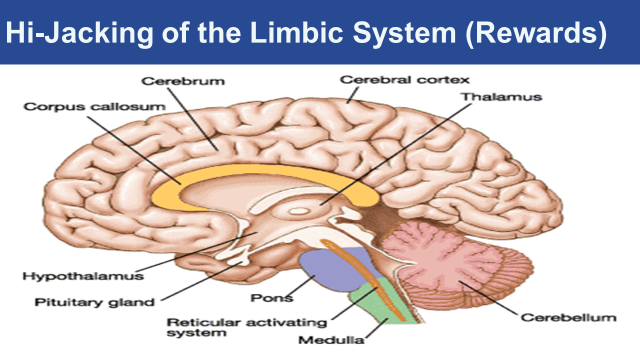 Hi-Jacking of the Limbic System (Rewards)
Cerebrum
Cerebral cortex
Corpus callosum
Thalamus
Hypothalamus
Pituitary gland
Pons
Reticular activating
system
Medulla
Cerebellum